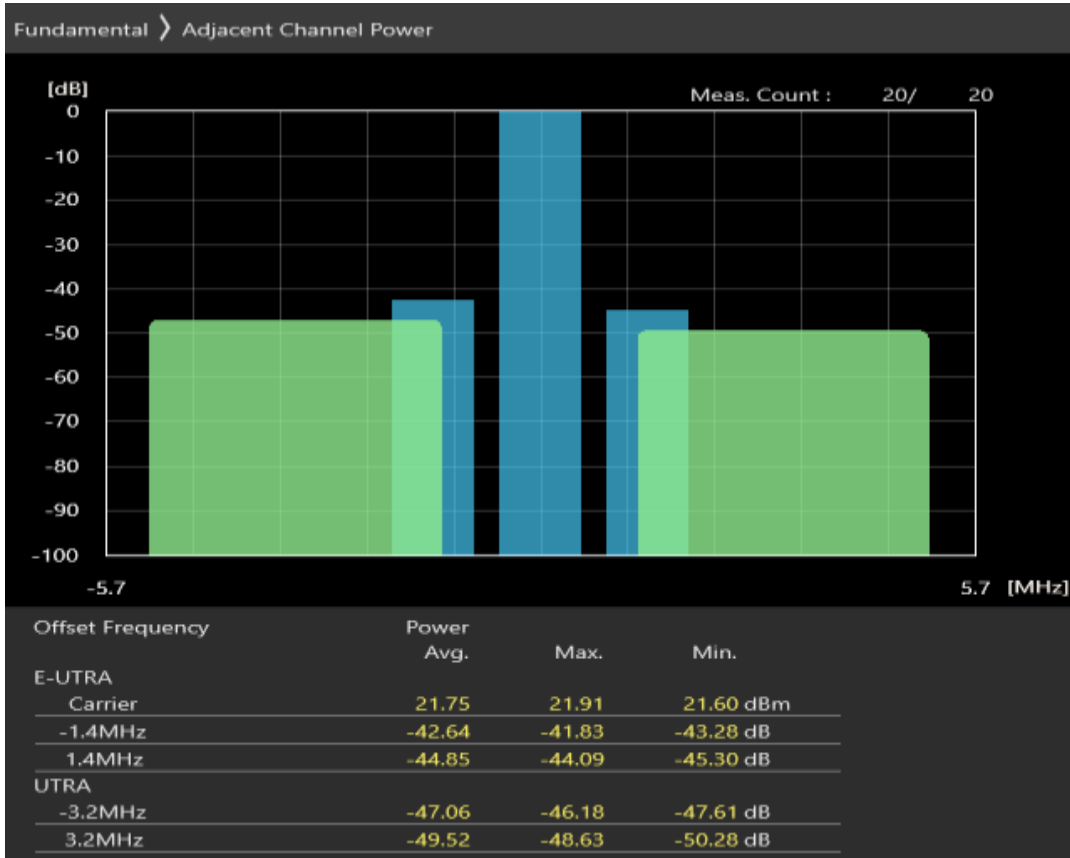 Fundamental 〉 Adjacent Channel Power
[dB]
Meas. Count : 20/ 20
0
-10
-20
-30
-40
-50
-60
-70
-80
-90
-100
-5.7 5.7 [MHz]
Offset Frequency Power
Avg. Max. Min.
E-UTRA
Carrier 21.75 21.91 21.60 dBm
-1.4MHz -42.64 -41.83 -43.28 dB
1.4MHz -44.85 -44.09 -45.30 dB
UTRA
-3.2MHz -47.06 -46.18 -47.61 dB
3.2MHz -49.52 -48.63 -50.28 dB